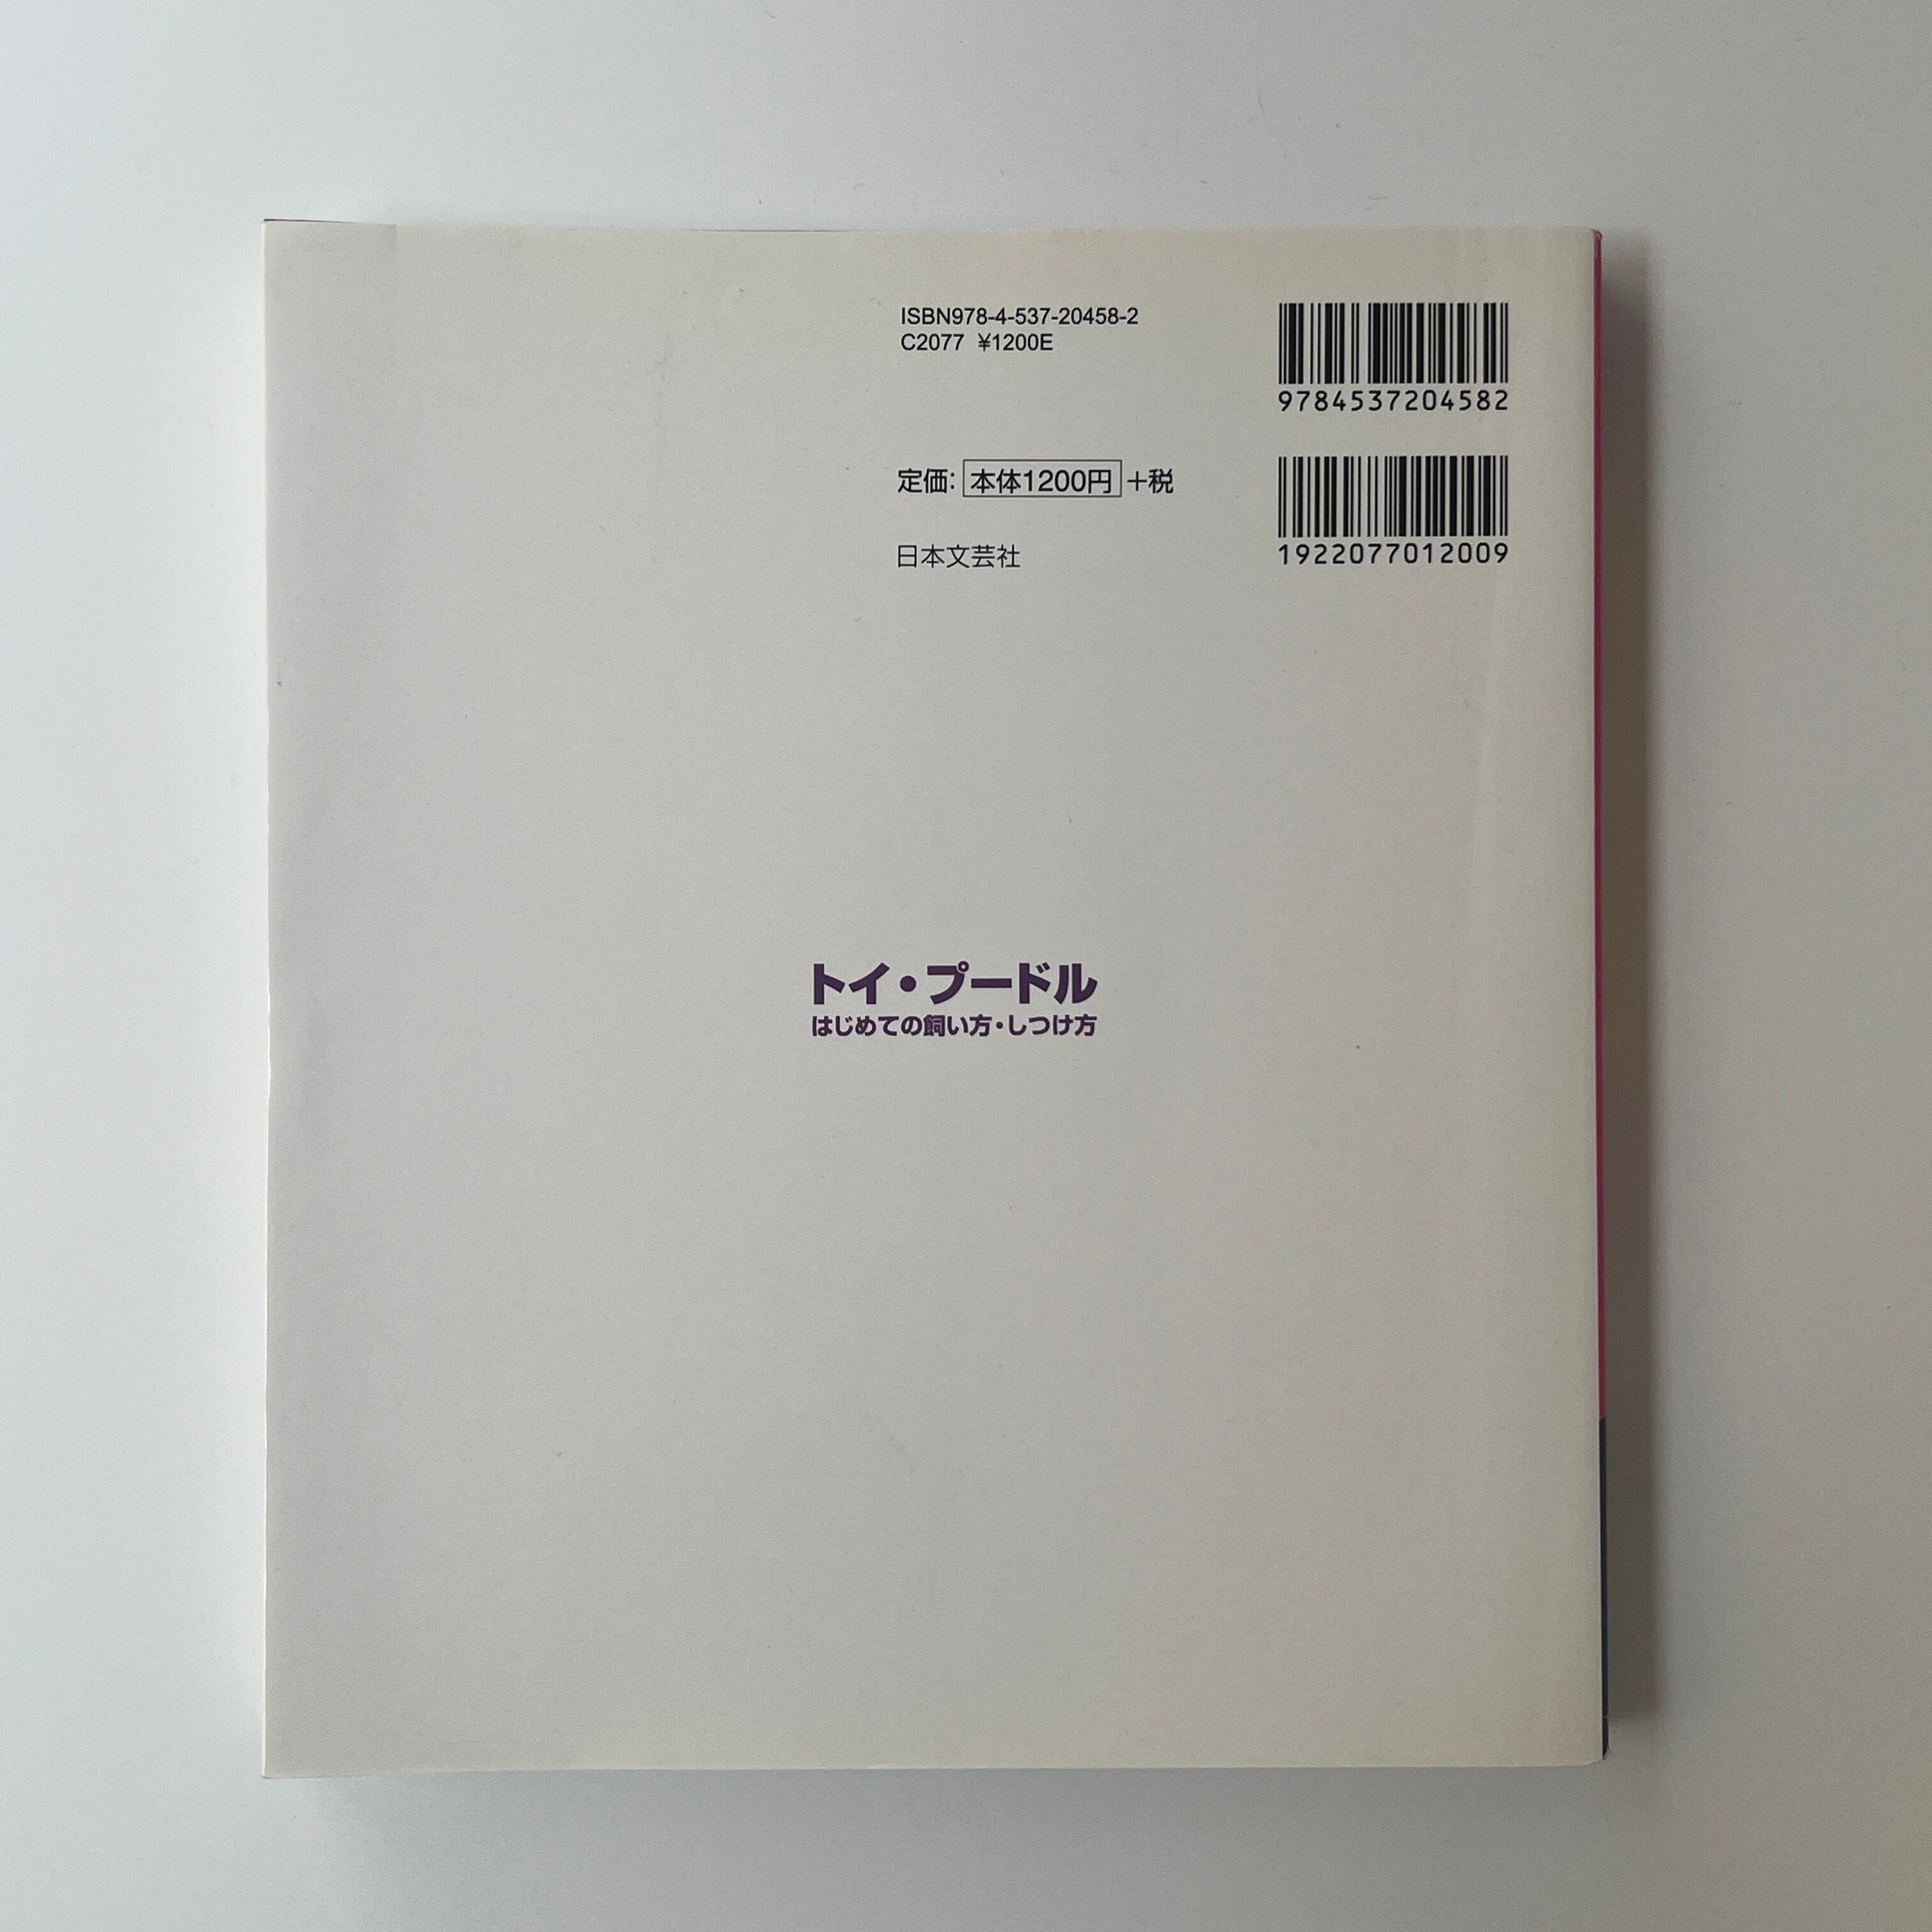 ISBN978-4-537-20458-2
C2077 ¥1200E
9784537204582
定価：本体1200円＋税
1922077012009
日本文芸社
トイ・プードル
はじめての飼い方・しつけ方